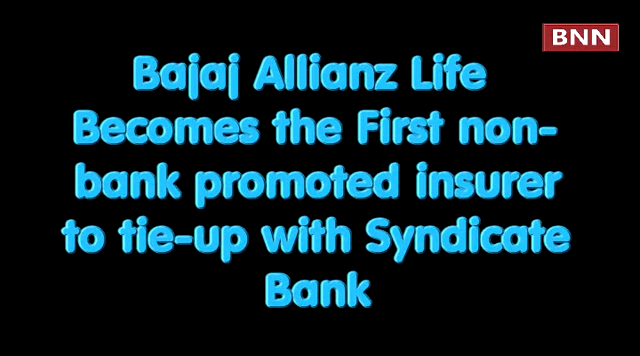 BNN
Bajaj Allianz Life
Becomes the First non-
bank promoted insurer
to tie-up with Syndicate
Bank